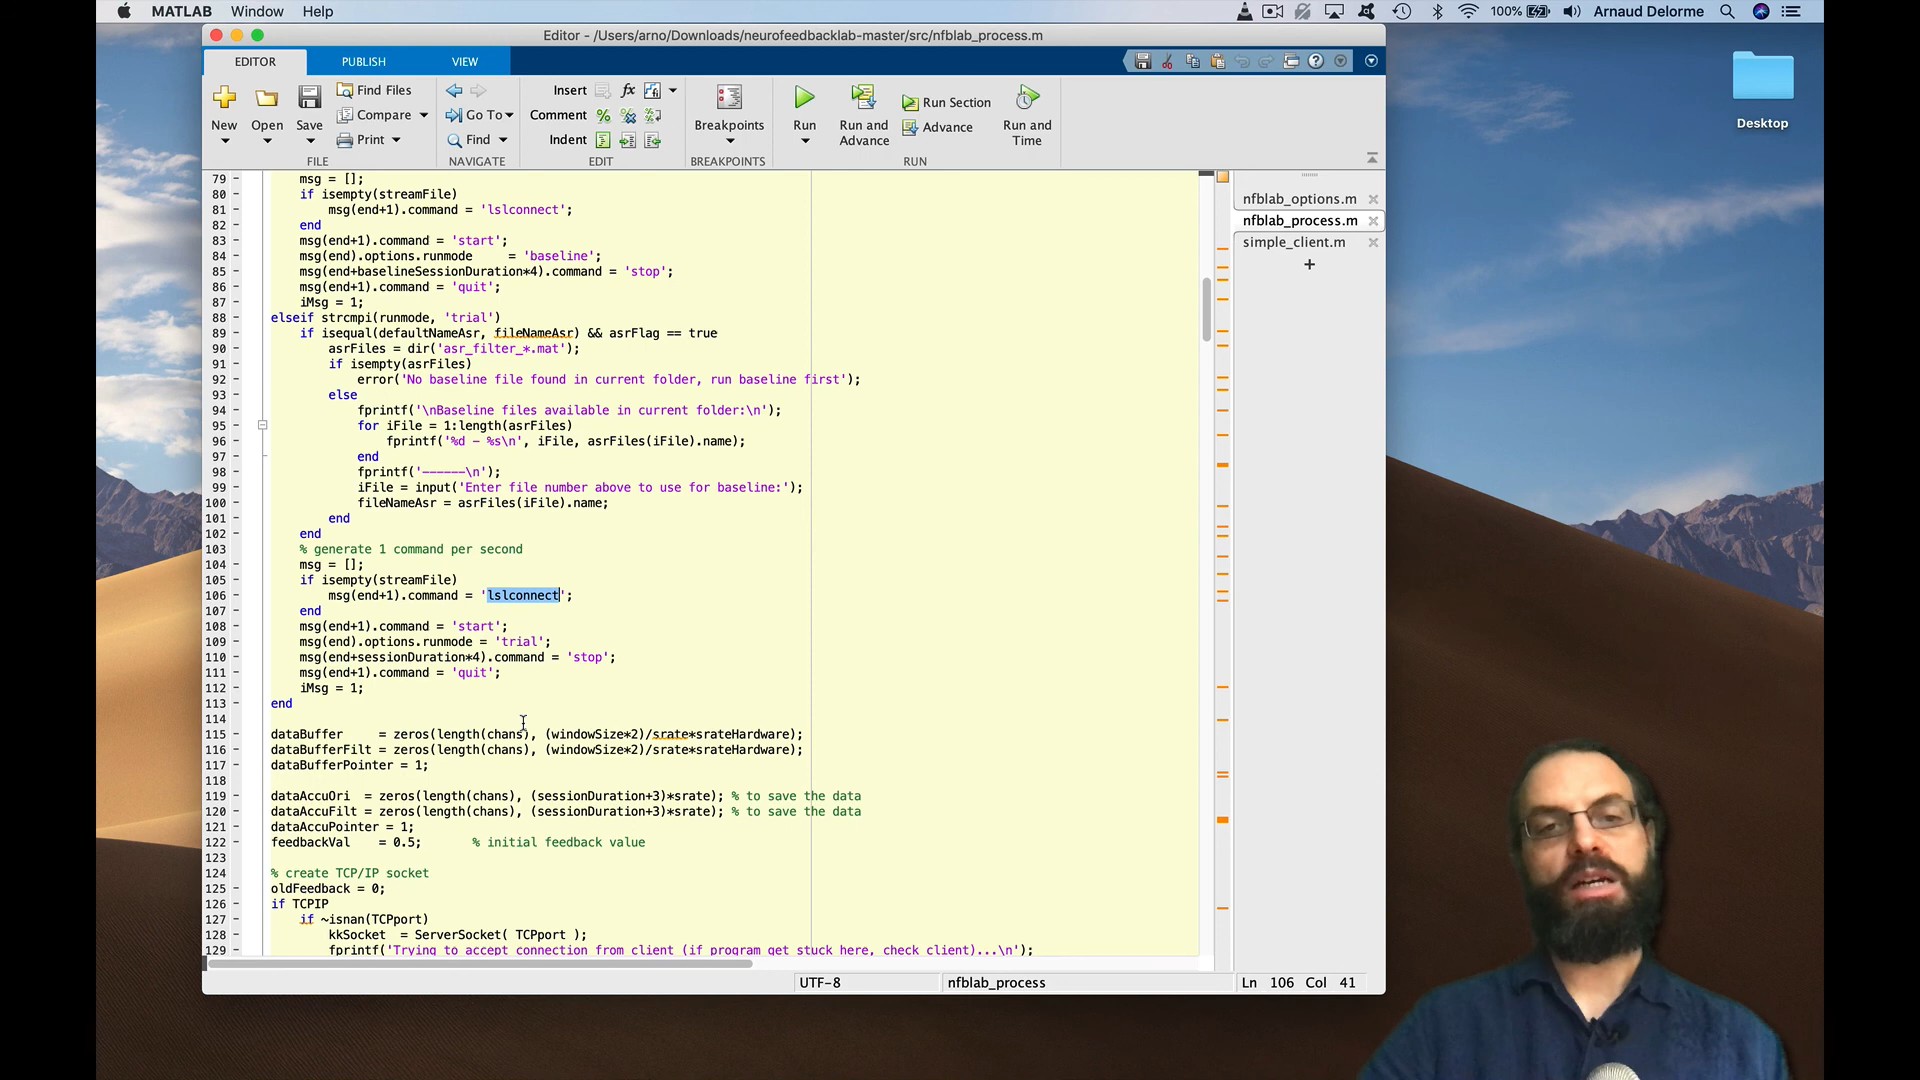 MATLAB Window Help
100% Arnaud Delorme
Editor - /Users/arno/Downloads/neurofeedbacklab-master/src/nfblab_process.m
EDITOR PUBLISH VIEW
Desktop
New Open Save Find Files Compare Print
FILE
Go To Find
NAVIGATE
Insert fx
Comment %
Indent
EDIT
Breakpoints
BREAKPOINTS
Run Run and Advance Run Section Advance Run and Time
RUN
nfblab_options.m
nfblab_process.m
simple_client.m
79 msg = [];
80 if isempty(streamFile)
81 msg(end+1).command = 'lslconnect';
82 end
83 msg(end+1).command = 'start';
84 msg(end).options.runmode = 'baseline';
85 msg(end+baselineSessionDuration*4).command = 'stop';
86 msg(end+1).command = 'quit';
87 iMsg = 1;
88 elseif strcmpi(runmode, 'trial')
89 if isequal(defaultNameAsr, fileNameAsr) && asrFlag == true
90 asrFiles = dir('asr_filter_*.mat');
91 if isempty(asrFiles)
92 error('No baseline file found in current folder, run baseline first');
93 else
94 fprintf('\nBaseline files available in current folder:\n');
95 for iFile = 1:length(asrFiles)
96 fprintf('%d - %s\n', iFile, asrFiles(iFile).name);
97 end
98 fprintf('------\n');
99 iFile = input('Enter file number above to use for baseline:');
100 fileNameAsr = asrFiles(iFile).name;
101 end
102 end
103 % generate 1 command per second
104 msg = [];
105 if isempty(streamFile)
106 msg(end+1).command = 'lslconnect';
107 end
108 msg(end+1).command = 'start';
109 msg(end).options.runmode = 'trial';
110 msg(end+sessionDuration*4).command = 'stop';
111 msg(end+1).command = 'quit';
112 iMsg = 1;
113 end
114
115 dataBuffer = zeros(length(chans), (windowSize*2)/srate*srateHardware);
116 dataBufferFilt = zeros(length(chans), (windowSize*2)/srate*srateHardware);
117 dataBufferPointer = 1;
118
119 dataAccuOri = zeros(length(chans), (sessionDuration+3)*srate); % to save the data
120 dataAccuFilt = zeros(length(chans), (sessionDuration+3)*srate); % to save the data
121 dataAccuPointer = 1;
122 feedbackVal = 0.5; % initial feedback value
123
124 % create TCP/IP socket
125 oldFeedback = 0;
126 if TCPIP
127 if ~isnan(TCPport)
128 kkSocket = ServerSocket( TCPport );
129 fprintf('Trying to accept connection from client (if program get stuck here, check client)...\n');
UTF-8 nfblab_process Ln 106 Col 41